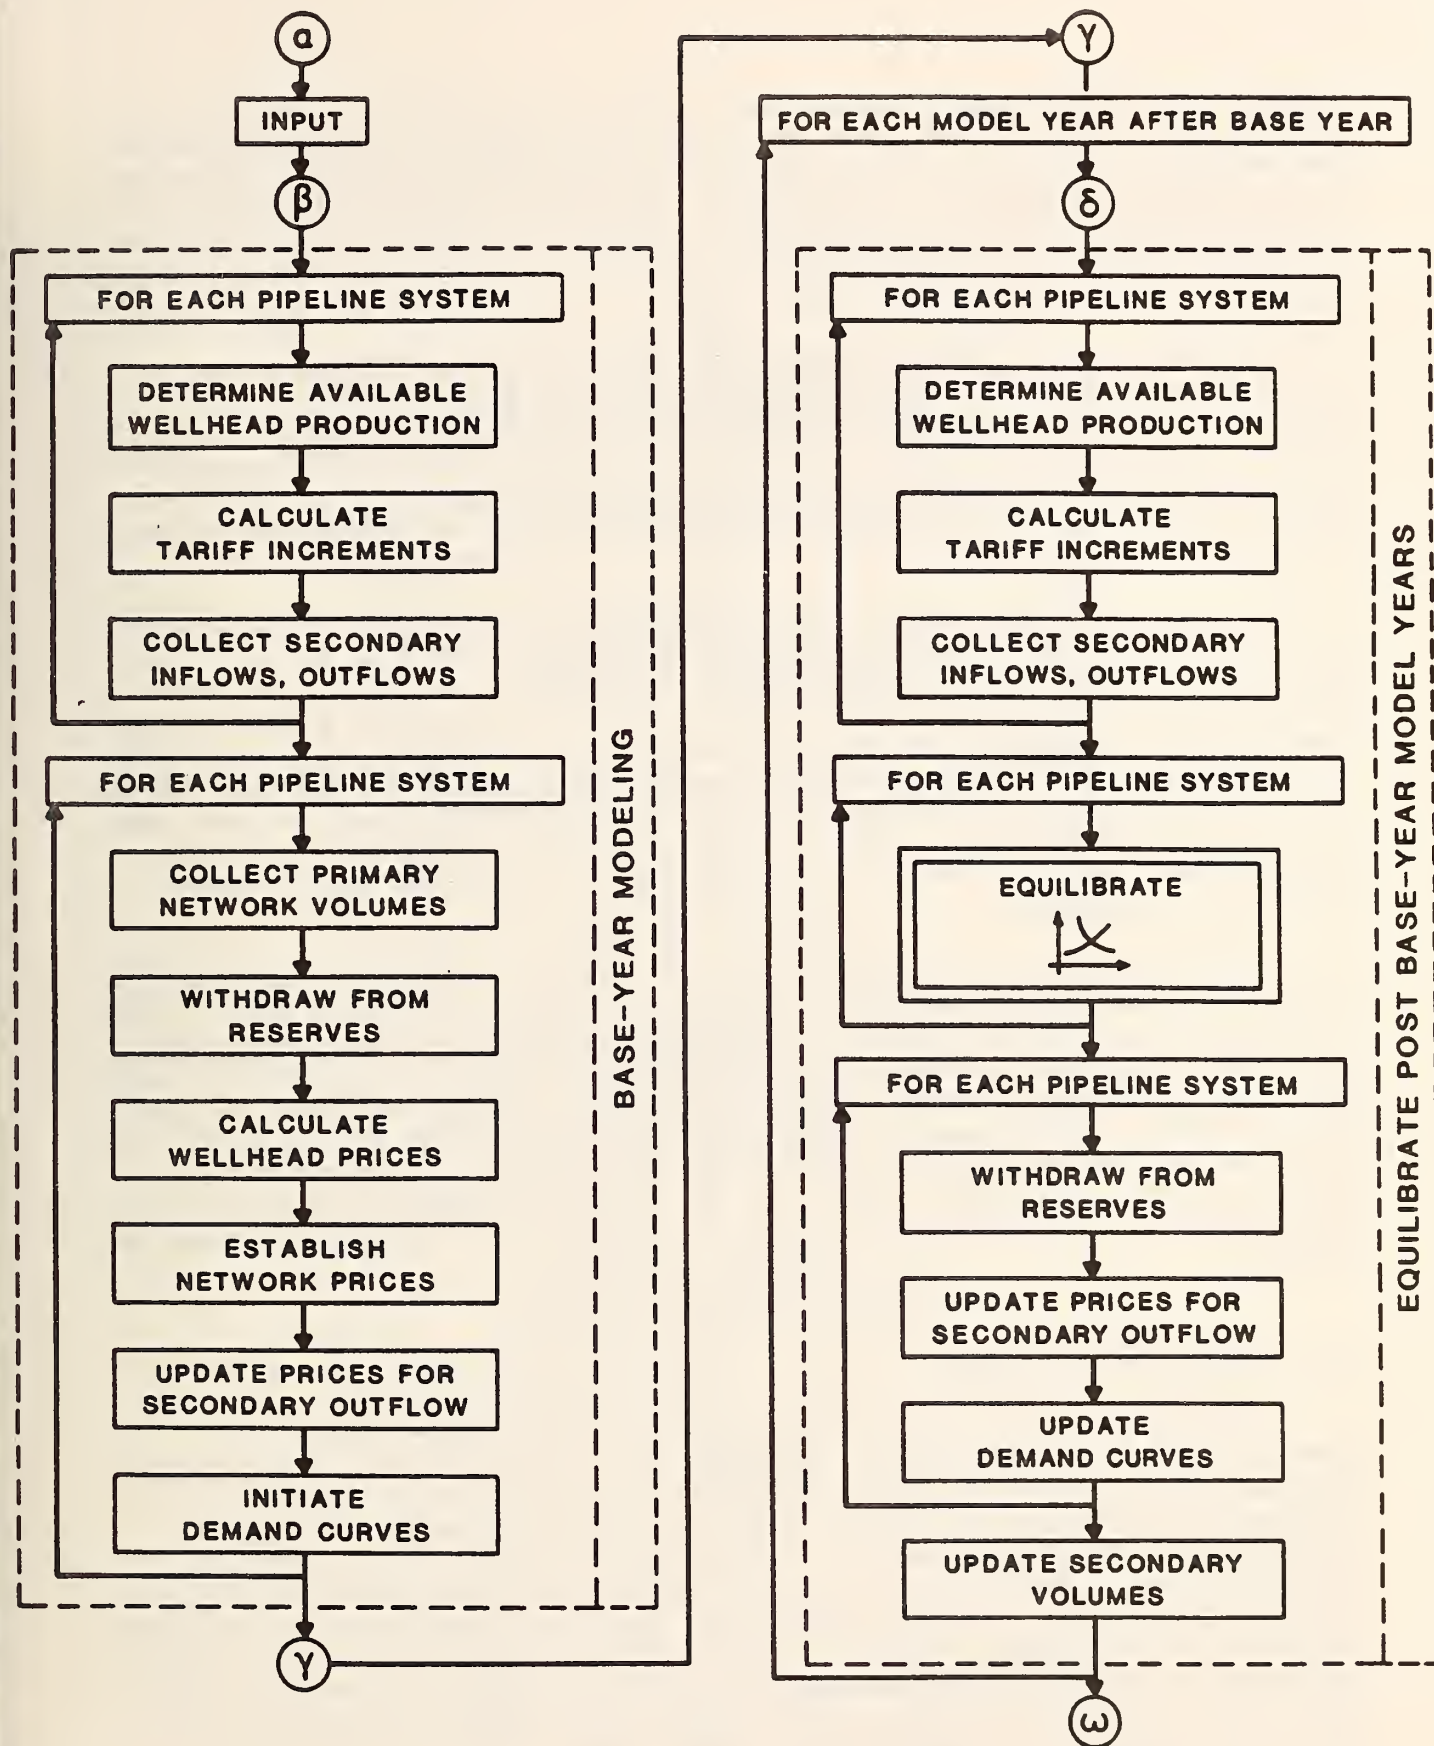 α
INPUT
β
FOR EACH PIPELINE SYSTEM
DETERMINE AVAILABLE
WELLHEAD PRODUCTION
CALCULATE
TARIFF INCREMENTS
COLLECT SECONDARY
INFLOWS, OUTFLOWS
FOR EACH PIPELINE SYSTEM
COLLECT PRIMARY
NETWORK VOLUMES
WITHDRAW FROM
RESERVES
CALCULATE
WELLHEAD PRICES
ESTABLISH
NETWORK PRICES
UPDATE PRICES FOR
SECONDARY OUTFLOW
INITIATE
DEMAND CURVES
γ
BASE-YEAR MODELING
γ
FOR EACH MODEL YEAR AFTER BASE YEAR
δ
FOR EACH PIPELINE SYSTEM
DETERMINE AVAILABLE
WELLHEAD PRODUCTION
CALCULATE
TARIFF INCREMENTS
COLLECT SECONDARY
INFLOWS, OUTFLOWS
FOR EACH PIPELINE SYSTEM
EQUILIBRATE
FOR EACH PIPELINE SYSTEM
WITHDRAW FROM
RESERVES
UPDATE PRICES FOR
SECONDARY OUTFLOW
UPDATE
DEMAND CURVES
UPDATE SECONDARY
VOLUMES
ω
EQUILIBRATE POST BASE-YEAR MODEL YEARS